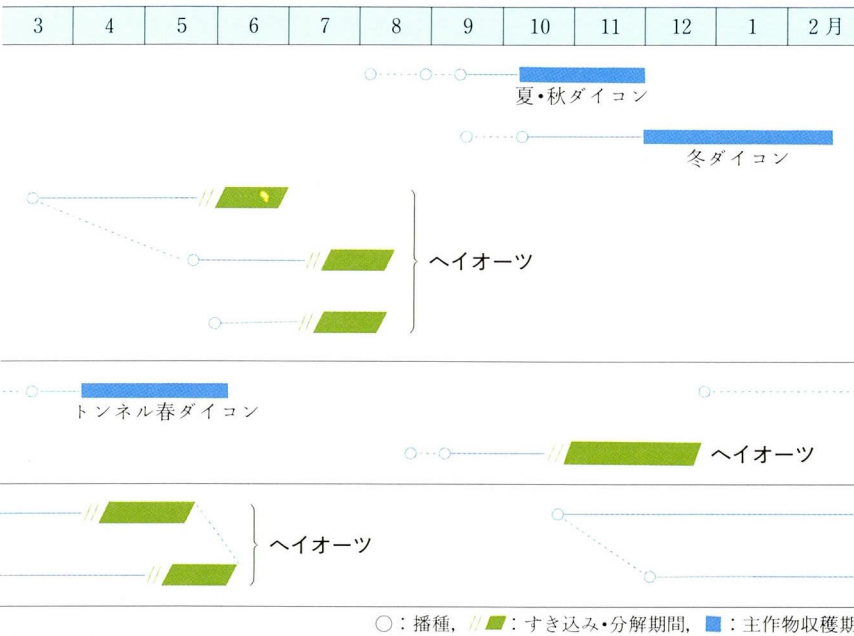 3 4 5 6 7 8 9 10 11 12 1 2月
夏・秋ダイコン
冬ダイコン
ヘイオーツ
トンネル春ダイコン
ヘイオーツ
ヘイオーツ
○：播種, ：すき込み・分解期間, ：主作物収穫期